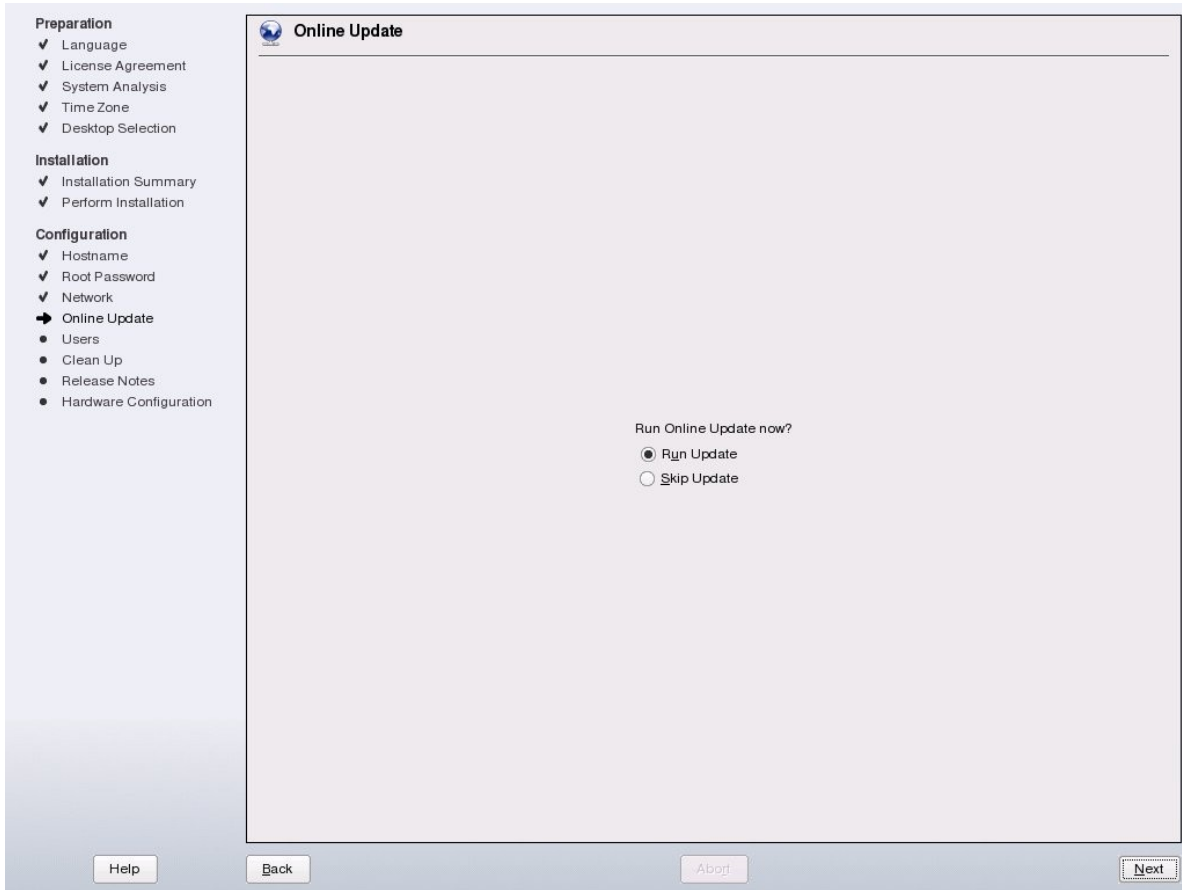 Preparation
Language
License Agreement
System Analysis
Time Zone
Desktop Selection
Installation
Installation Summary
Perform Installation
Configuration
Hostname
Root Password
Network
Online Update
Users
Clean Up
Release Notes
Hardware Configuration
Online Update
Run Online Update now?
Run Update
Skip Update
Help
Back
Abort
Next